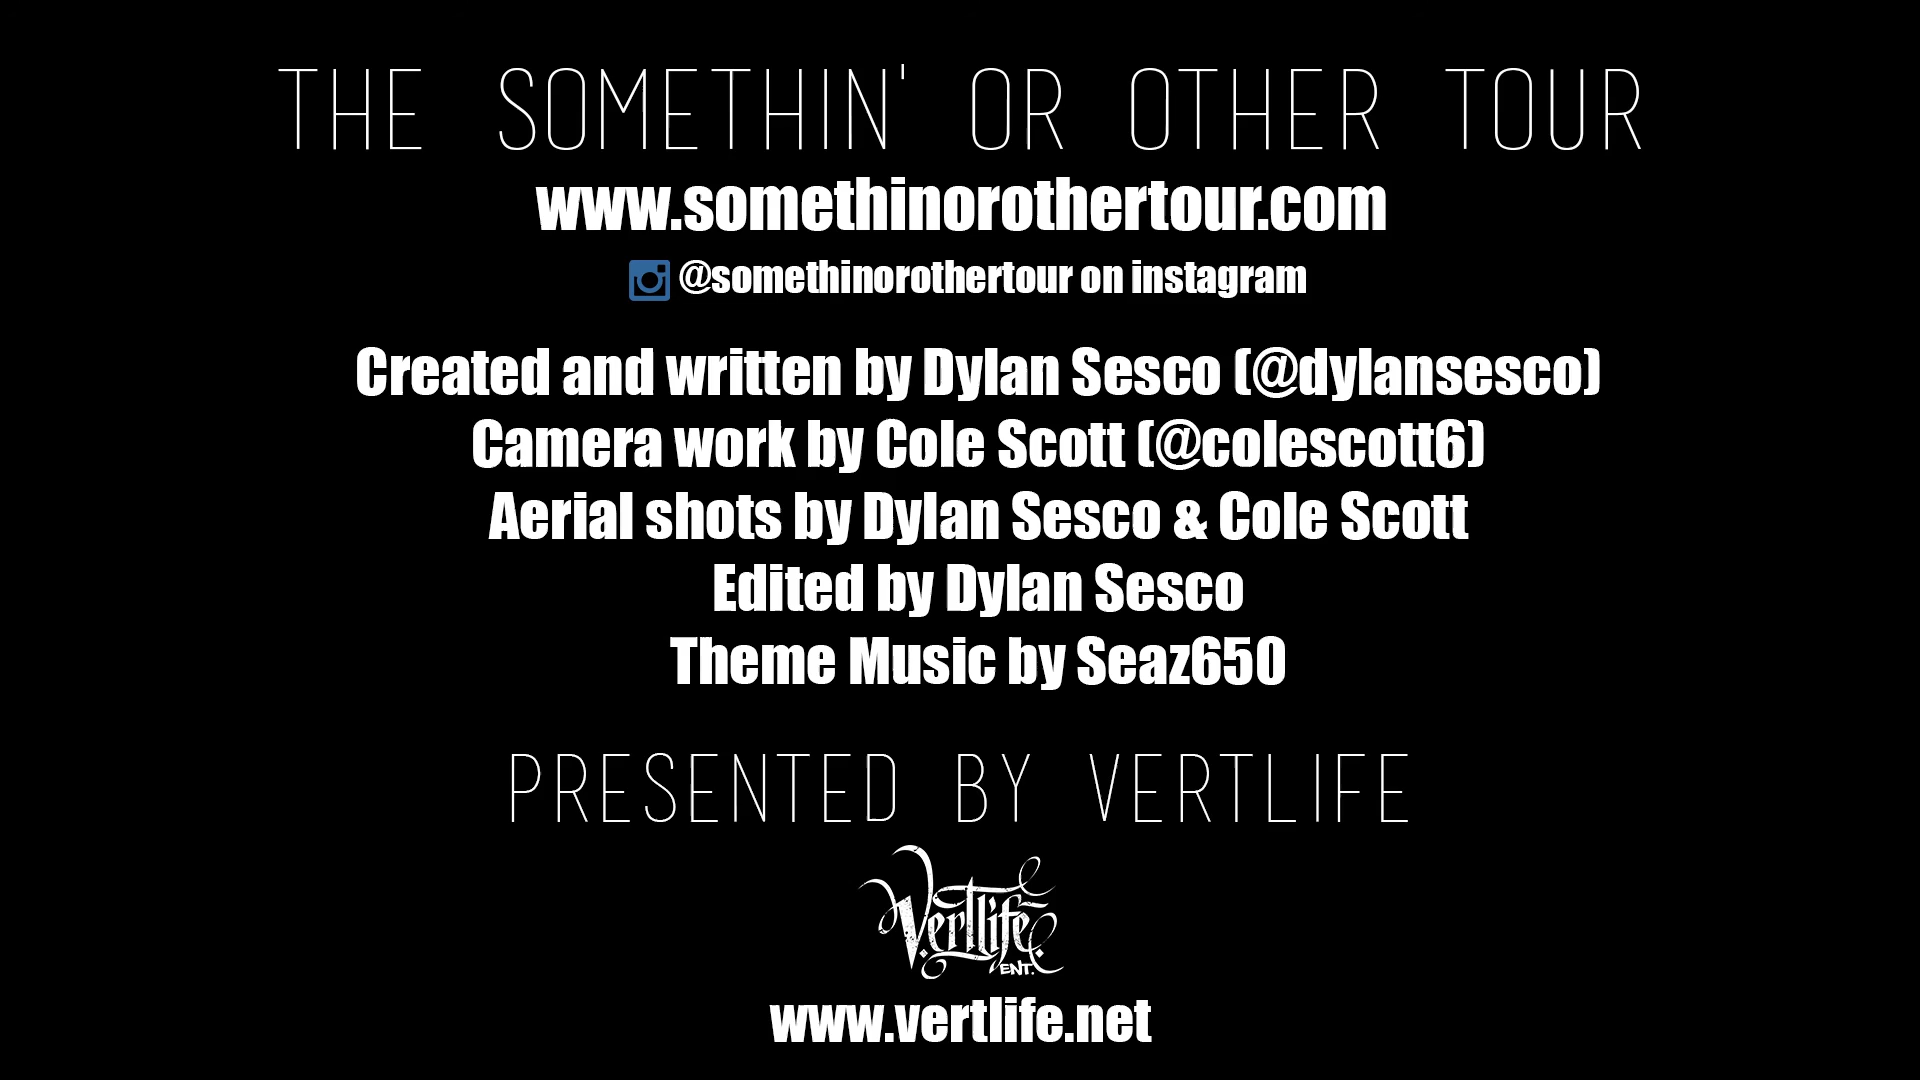 THE SOMETHIN' OR OTHER TOUR
www.somethinorothertour.com
@somethinorothertour on instagram
Created and written by Dylan Sesco (@dylansesco)
Camera work by Cole Scott (@colescott6)
Aerial shots by Dylan Sesco & Cole Scott
Edited by Dylan Sesco
Theme Music by Seaz650
PRESENTED BY VERTLIFE
Vertlife
ENT.
www.vertlife.net